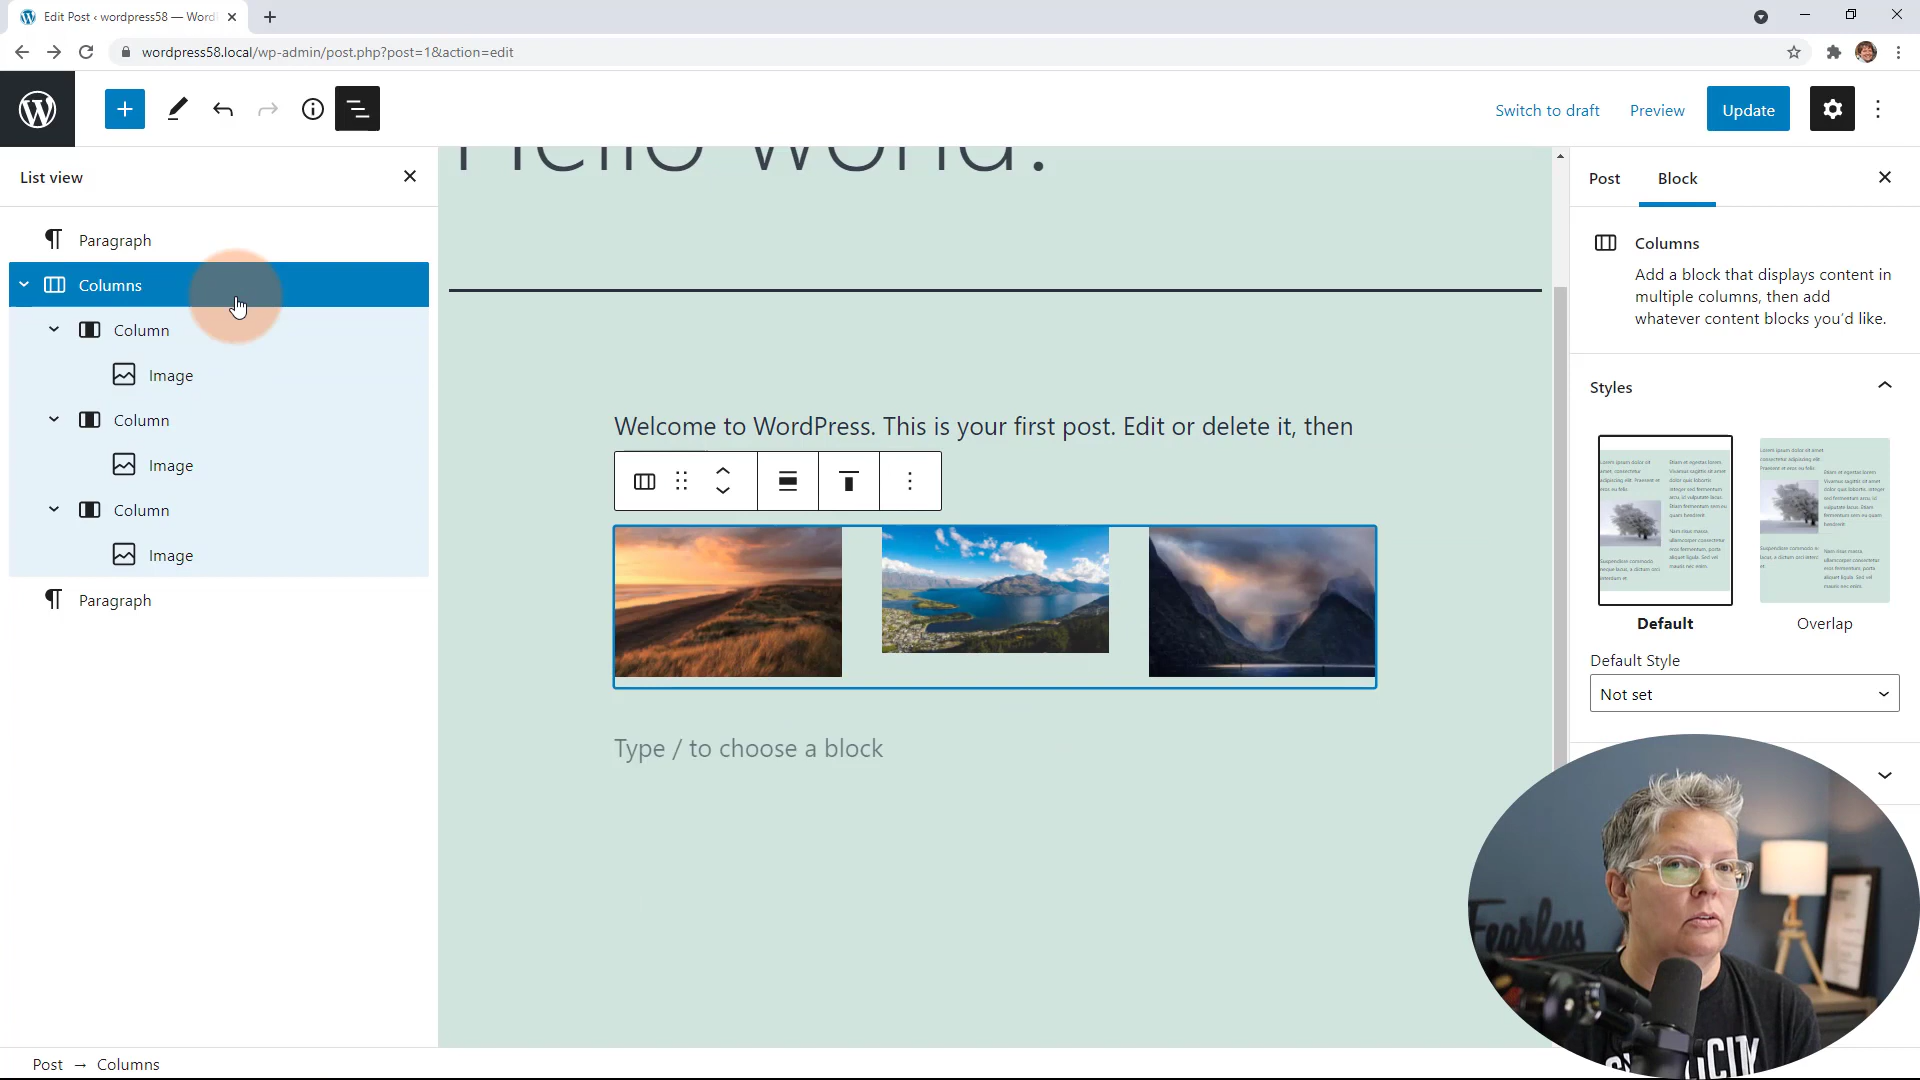 Edit Post ‹ wordpress58 — Word
wordpress58.local/wp-admin/post.php?post=1&action=edit
Switch to draft
Preview
Update
List view
Paragraph
Columns
Column
Image
Column
Image
Column
Image
Paragraph
Hello world!
Welcome to WordPress. This is your first post. Edit or delete it, then
Type / to choose a block
Post
Block
Columns
Add a block that displays content in
multiple columns, then add
whatever content blocks you'd like.
Styles
Default
Overlap
Default Style
Not set
Fearless
Post → Columns